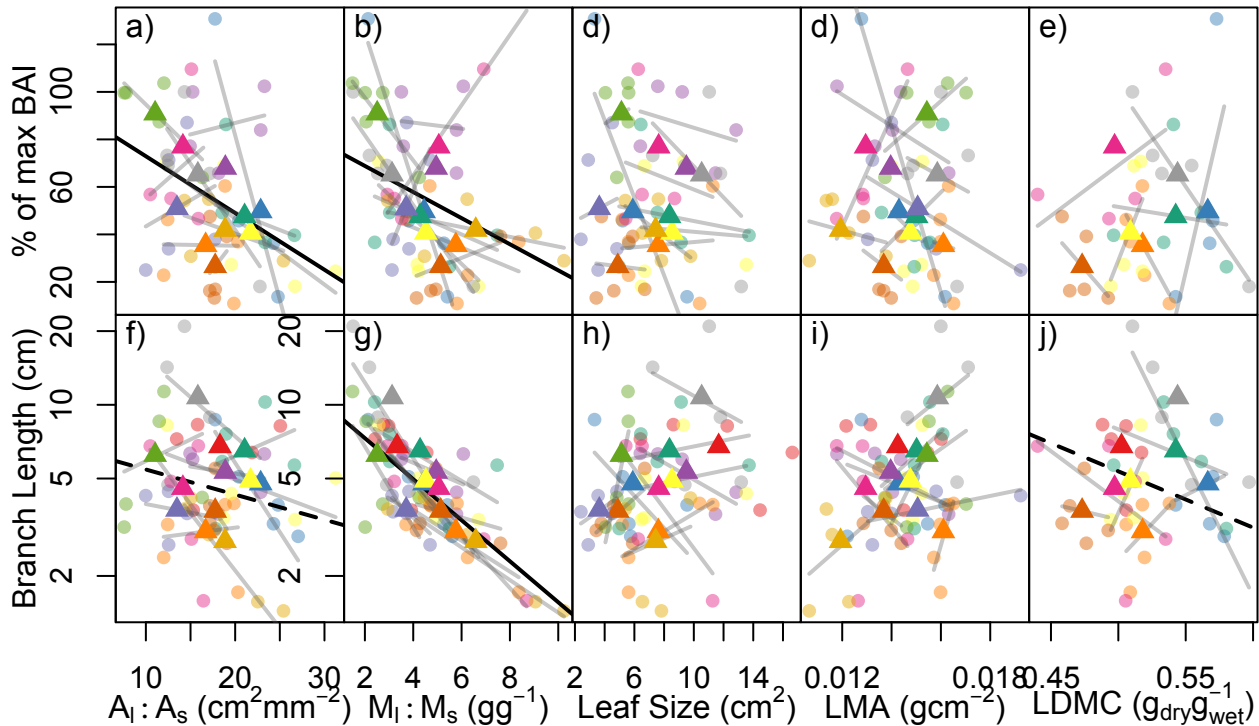 a) b) d) d) e)
% of max BAI
100
60
20
f) g) h) i) j)
Branch Length (cm)
20 20
10 10
5 5
2 2
10 20 30 2 4 6 8 2 6 10 14 0.012 0.018 0.45 0.55
Aₗ : Aₛ (cm²mm⁻²) Mₗ : Mₛ (gg⁻¹) Leaf Size (cm²) LMA (gcm⁻²) LDMC (g_dry g_wet⁻¹)